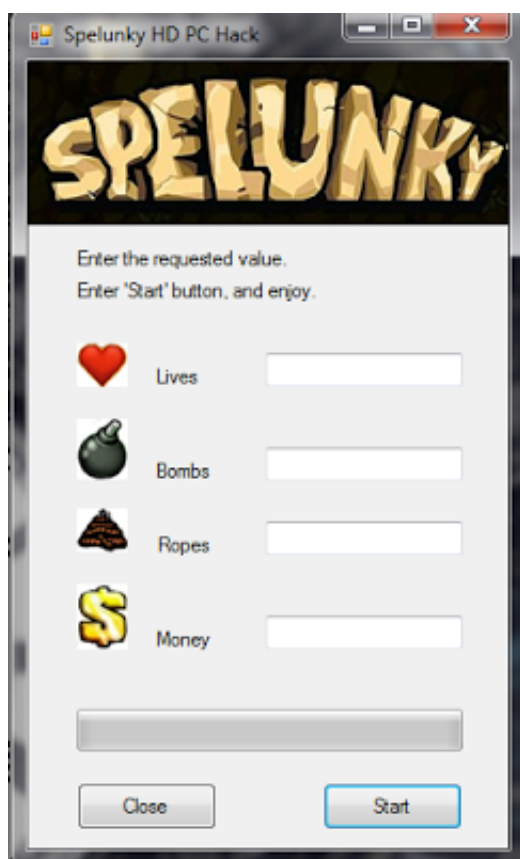 Spelunky HD PC Hack
SPELUNKY
Enter the requested value.
Enter 'Start' button, and enjoy.
Lives
Bombs
Ropes
$
Money
Close
Start